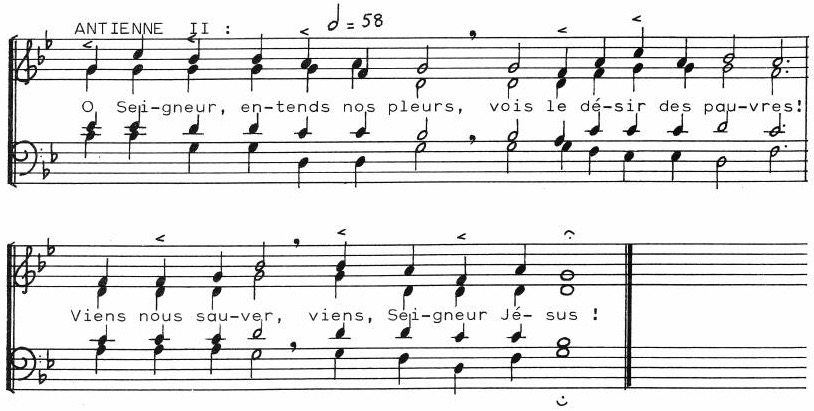 ANTIENNE II : 𝅗𝅥 = 58
O, Sei-gneur, en-tends nos pleurs, vois le dé-sir des pau-vres!
Viens nous sau-ver, viens, Sei-gneur Jé- sus !